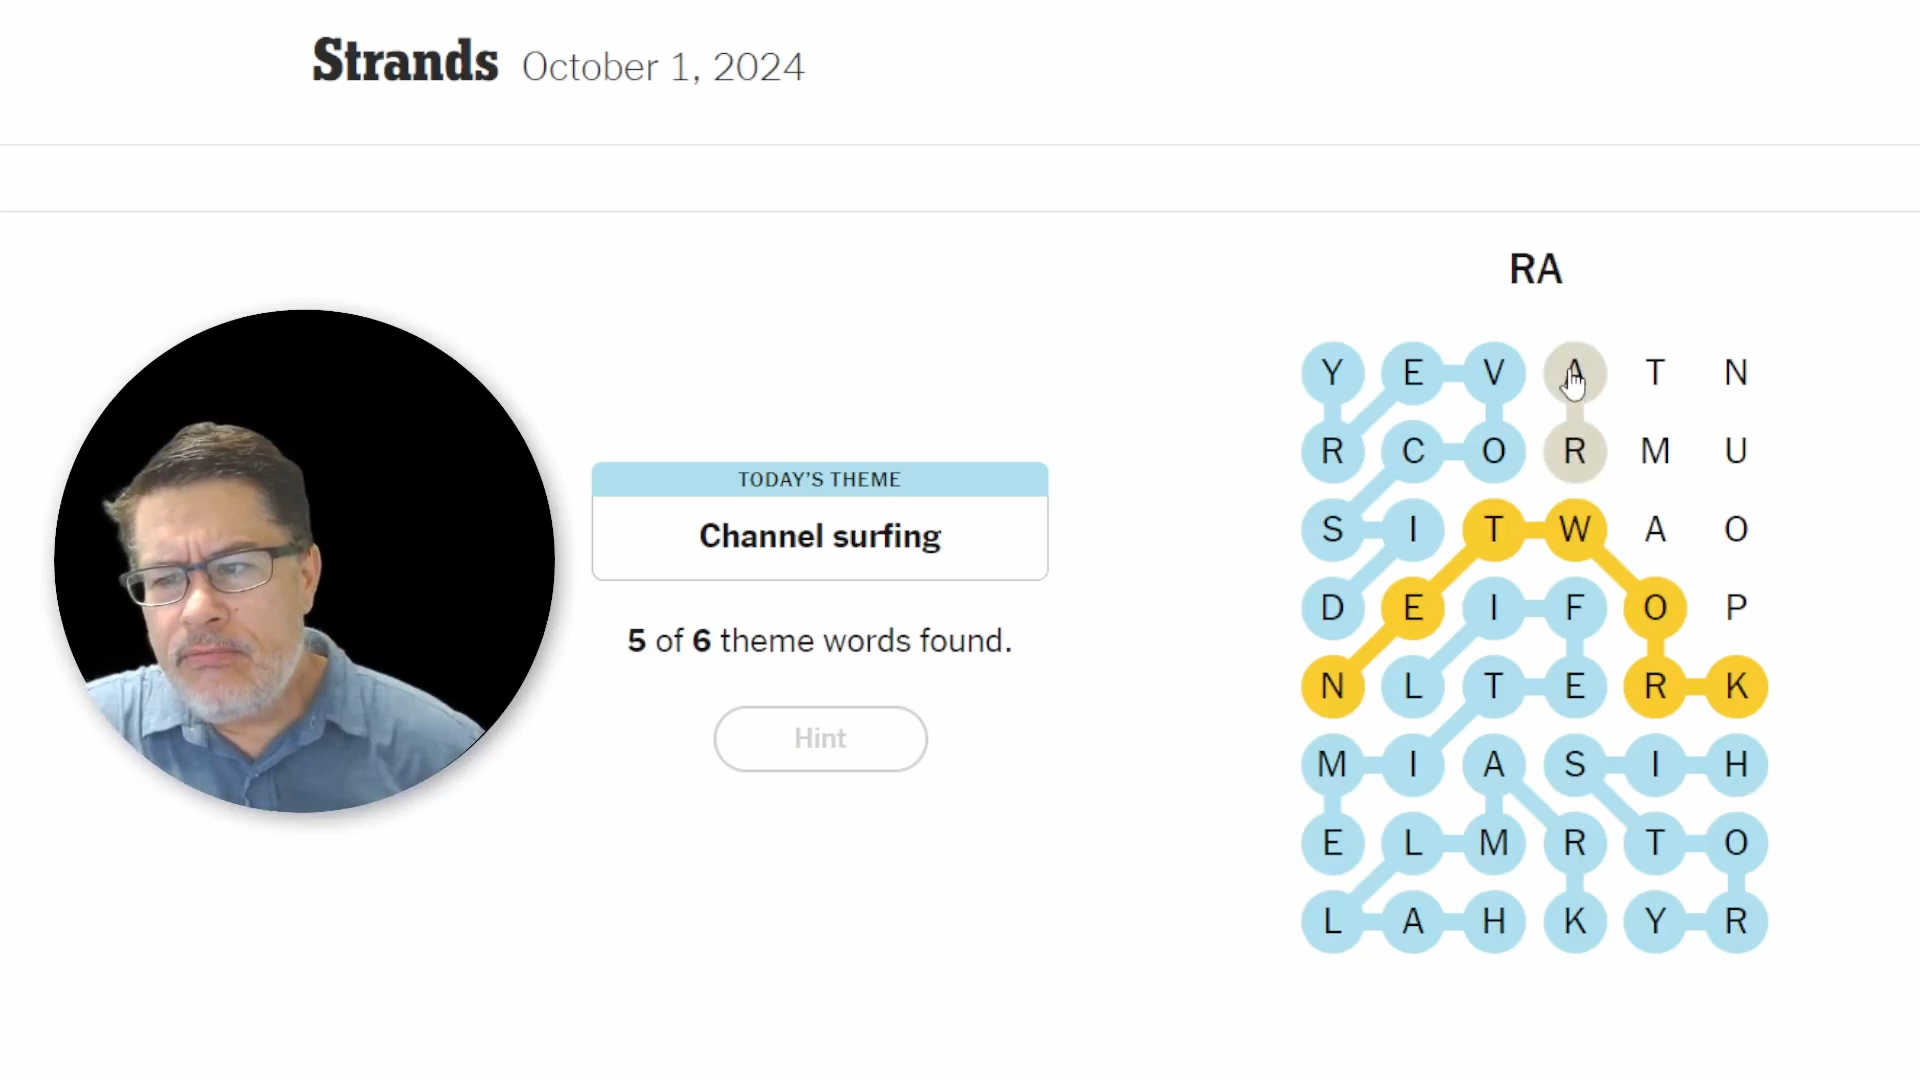 Strands October 1, 2024
RA
TODAY'S THEME
Channel surfing
5 of 6 theme words found.
Hint
Y E V A T N
R C O R M U
S I T W A O
D E I F O P
N L T E R K
M I A S I H
E L M R T O
L A H K Y R